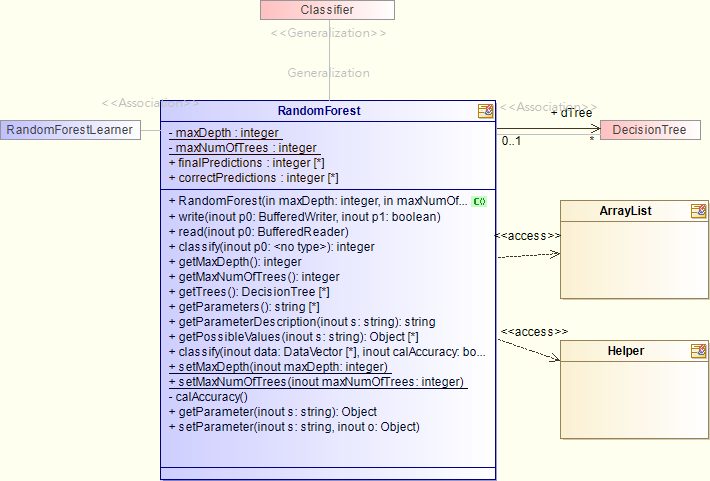 Classifier
<<Generalization>>
Generalization
<<Association>>
RandomForestLearner
RandomForest
- maxDepth : integer
- maxNumOfTrees : integer
+ finalPredictions : integer [*]
+ correctPredictions : integer [*]
+ RandomForest(in maxDepth: integer, in maxNumOf...
+ write(inout p0: BufferedWriter, inout p1: boolean)
+ read(inout p0: BufferedReader)
+ classify(inout p0: <no type>): integer
+ getMaxDepth(): integer
+ getMaxNumOfTrees(): integer
+ getTrees(): DecisionTree [*]
+ getParameters(): string [*]
+ getParameterDescription(inout s: string): string
+ getPossibleValues(inout s: string): Object [*]
+ classify(inout data: DataVector [*], inout calAccuracy: bo...
+ setMaxDepth(inout maxDepth: integer)
+ setMaxNumOfTrees(inout maxNumOfTrees: integer)
- calAccuracy()
+ getParameter(inout s: string): Object
+ setParameter(inout s: string, inout o: Object)
<<Association>>
+ dTree
0..1
*
DecisionTree
<<access>>
ArrayList
<<access>>
Helper